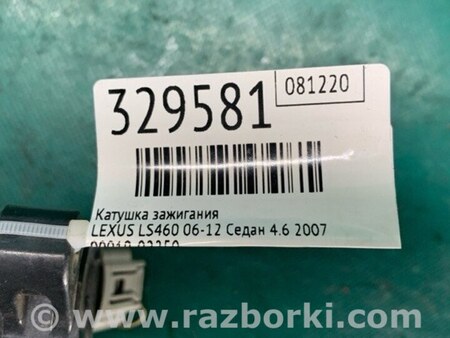 081220
329581
Катушка зажигания
LEXUS LS460 06-12 Седан 4.6 2007
www.razborki.com